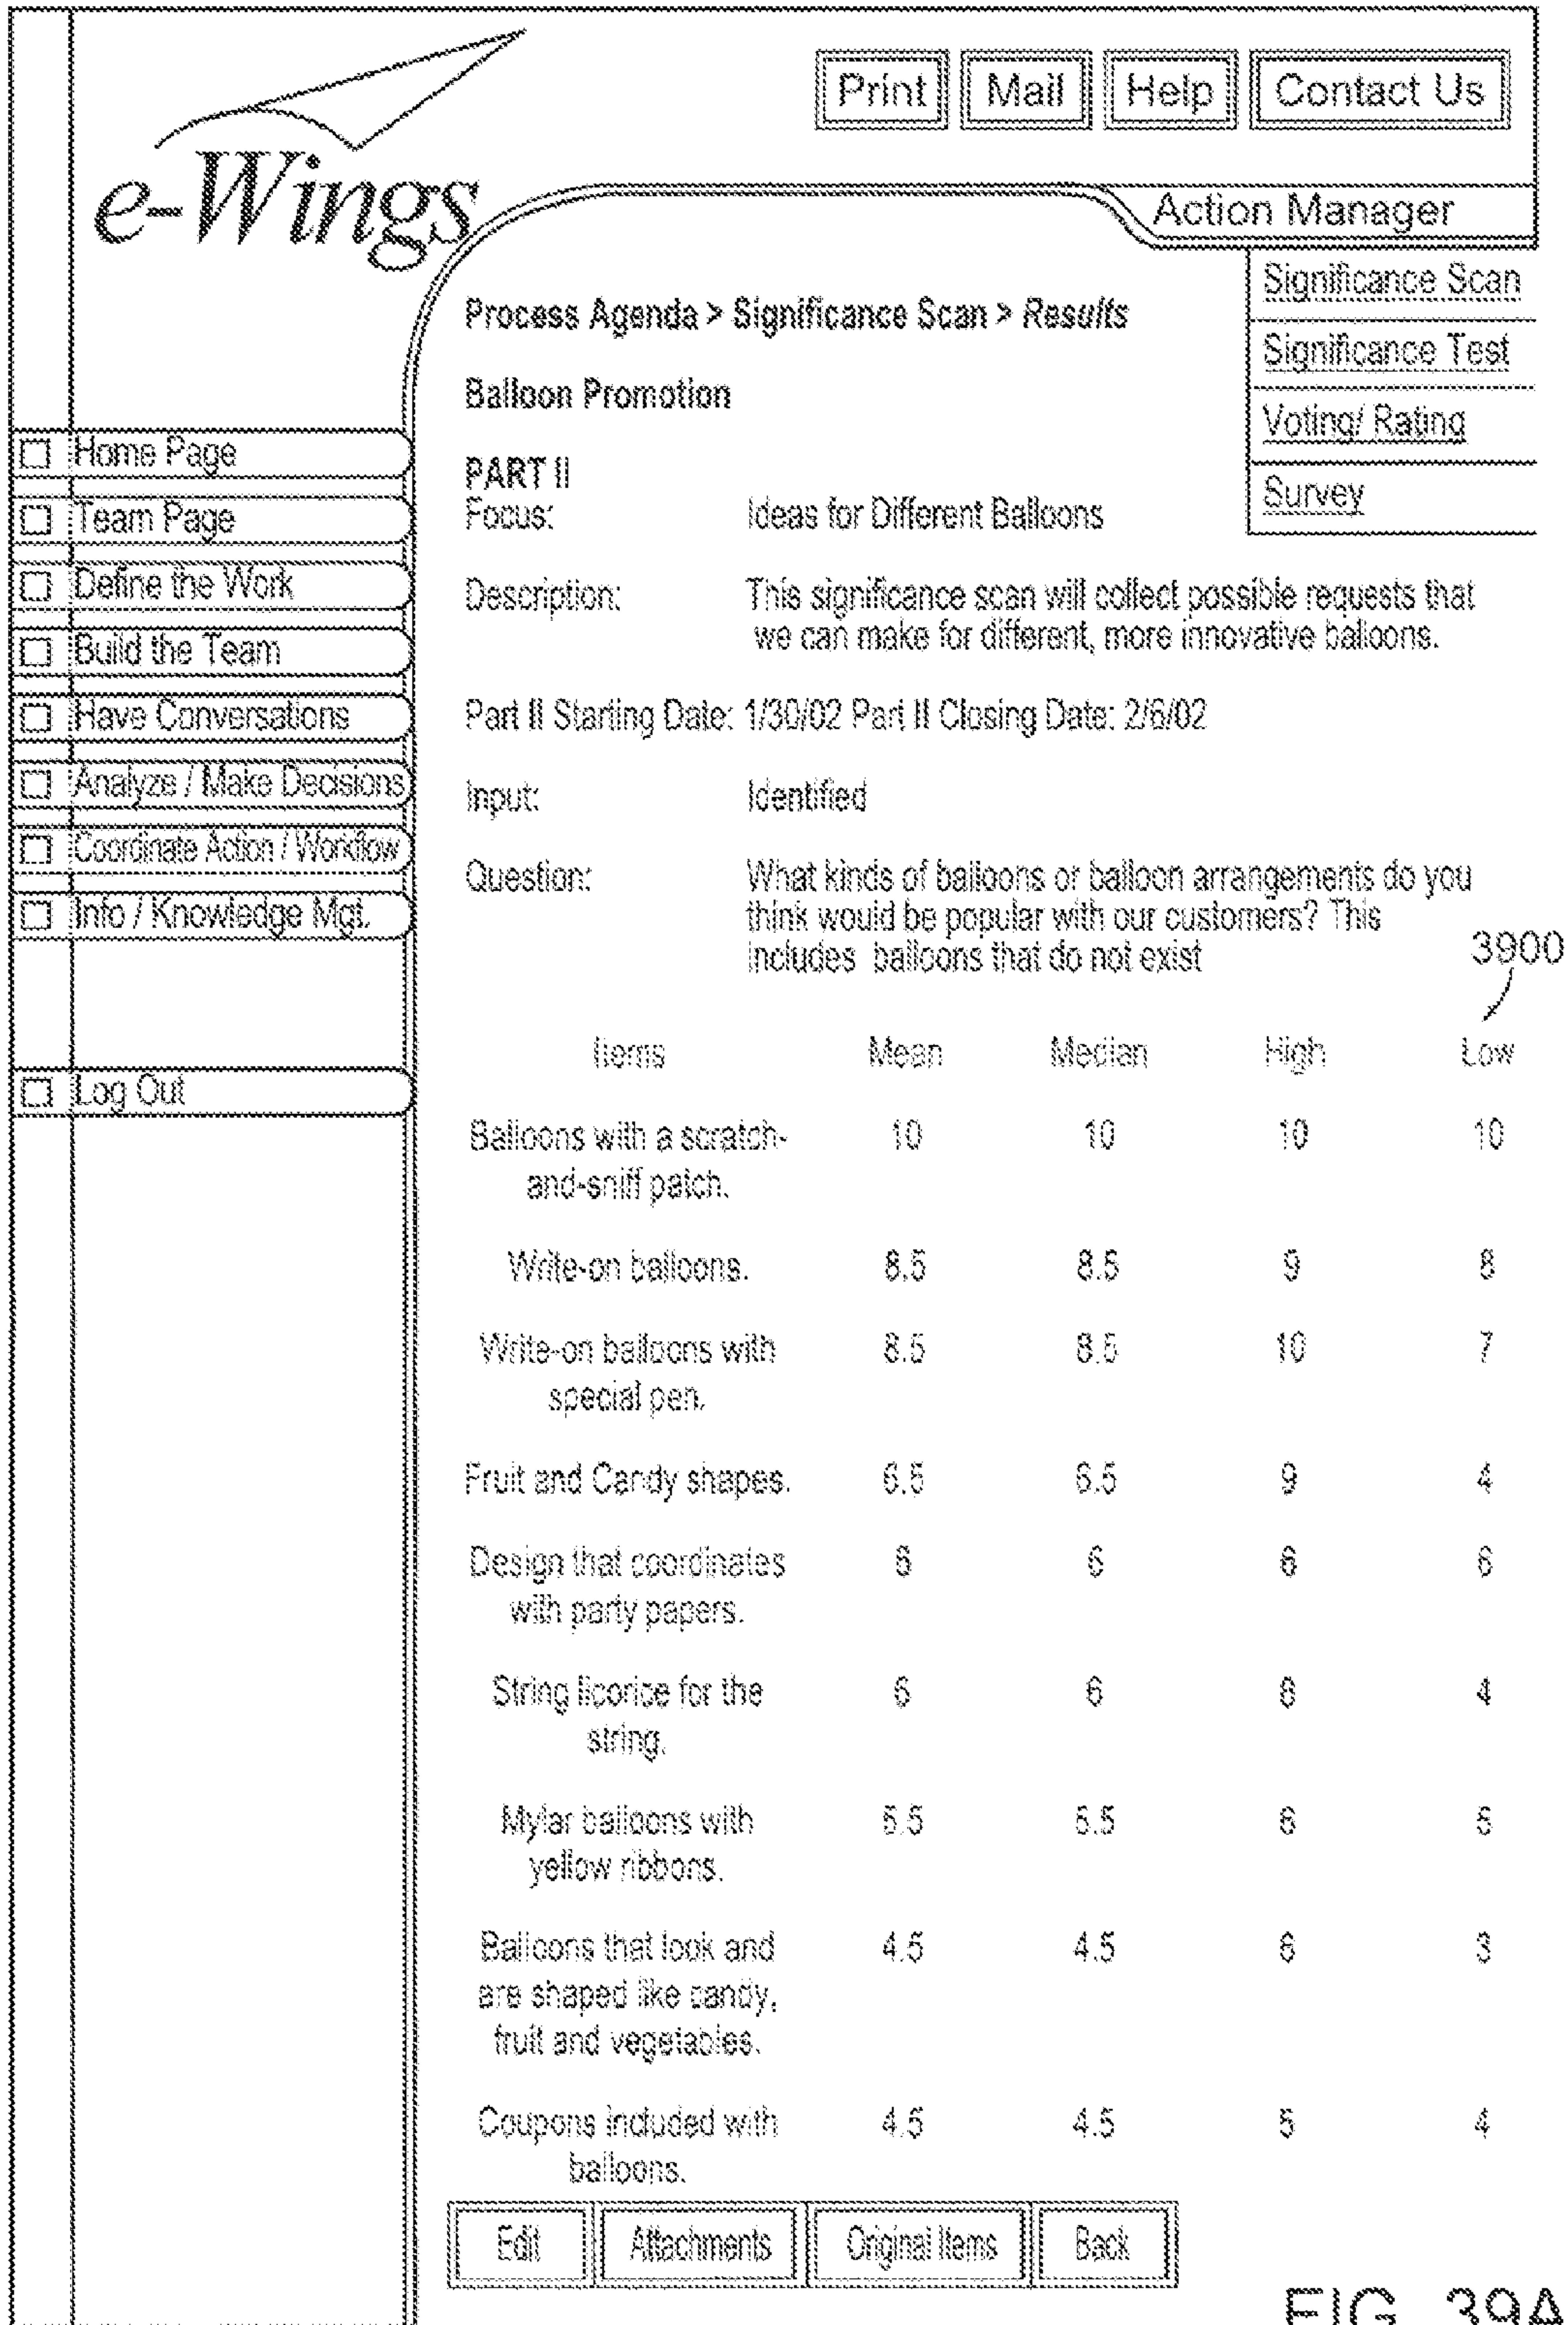 Print Mail Help Contact Us
e-Wings
Action Manager
Significance Scan
Significance Test
Voting/ Rating
Survey
Home Page
Team Page
Define the Work
Build the Team
Have Conversations
Analyze / Make Decisions
Coordinate Action / Workflow
Info / Knowledge Mgt.
Log Out
Process Agenda > Significance Scan > Results
Balloon Promotion
PART II
Focus: Ideas for Different Balloons
Description: This significance scan will collect possible requests that
we can make for different, more innovative balloons.
Part II Starting Date: 1/30/02 Part II Closing Date: 2/6/02
Input: Identified
Question: What kinds of balloons or balloon arrangements do you
think would be popular with our customers? This
includes balloons that do not exist
3900
Items Mean Median High Low
Balloons with a scratch- 10 10 10 10
and-sniff patch.
Write-on balloons. 8.5 8.5 9 8
Write-on balloons with 8.5 8.5 10 7
special pen.
Fruit and Candy shapes. 6.5 6.5 9 4
Design that coordinates 6 6 6 6
with party papers.
String licorice for the 6 6 8 4
string.
Mylar balloons with 5.5 5.5 6 5
yellow ribbons.
Balloons that look and 4.5 4.5 6 3
are shaped like candy,
fruit and vegetables.
Coupons included with 4.5 4.5 5 4
balloons.
Edit Attachments Original Items Back
FIG. 39A